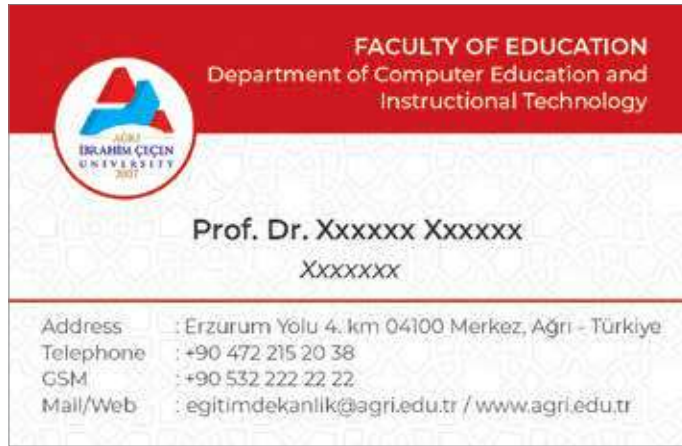 FACULTY OF EDUCATION
Department of Computer Education and
Instructional Technology
AĞRI
İBRAHİM ÇEÇEN
UNIVERSITY
2007
Prof. Dr. Xxxxxx Xxxxxx
Xxxxxxx
Address : Erzurum Yolu 4. km 04100 Merkez, Ağrı - Türkiye
Telephone : +90 472 215 20 38
GSM : +90 532 222 22 22
Mail/Web : egitimdekanlik@agri.edu.tr / www.agri.edu.tr